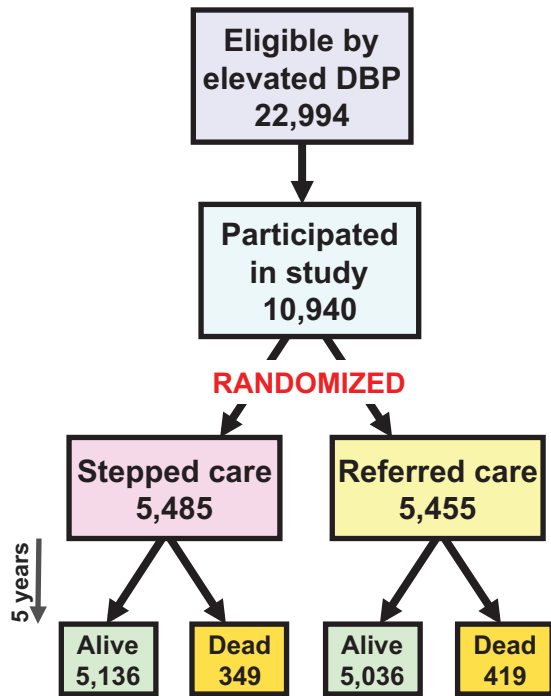 Eligible by
elevated DBP
22,994
Participated
in study
10,940
RANDOMIZED
Stepped care
5,485
Referred care
5,455
5 years
Alive
5,136
Dead
349
Alive
5,036
Dead
419